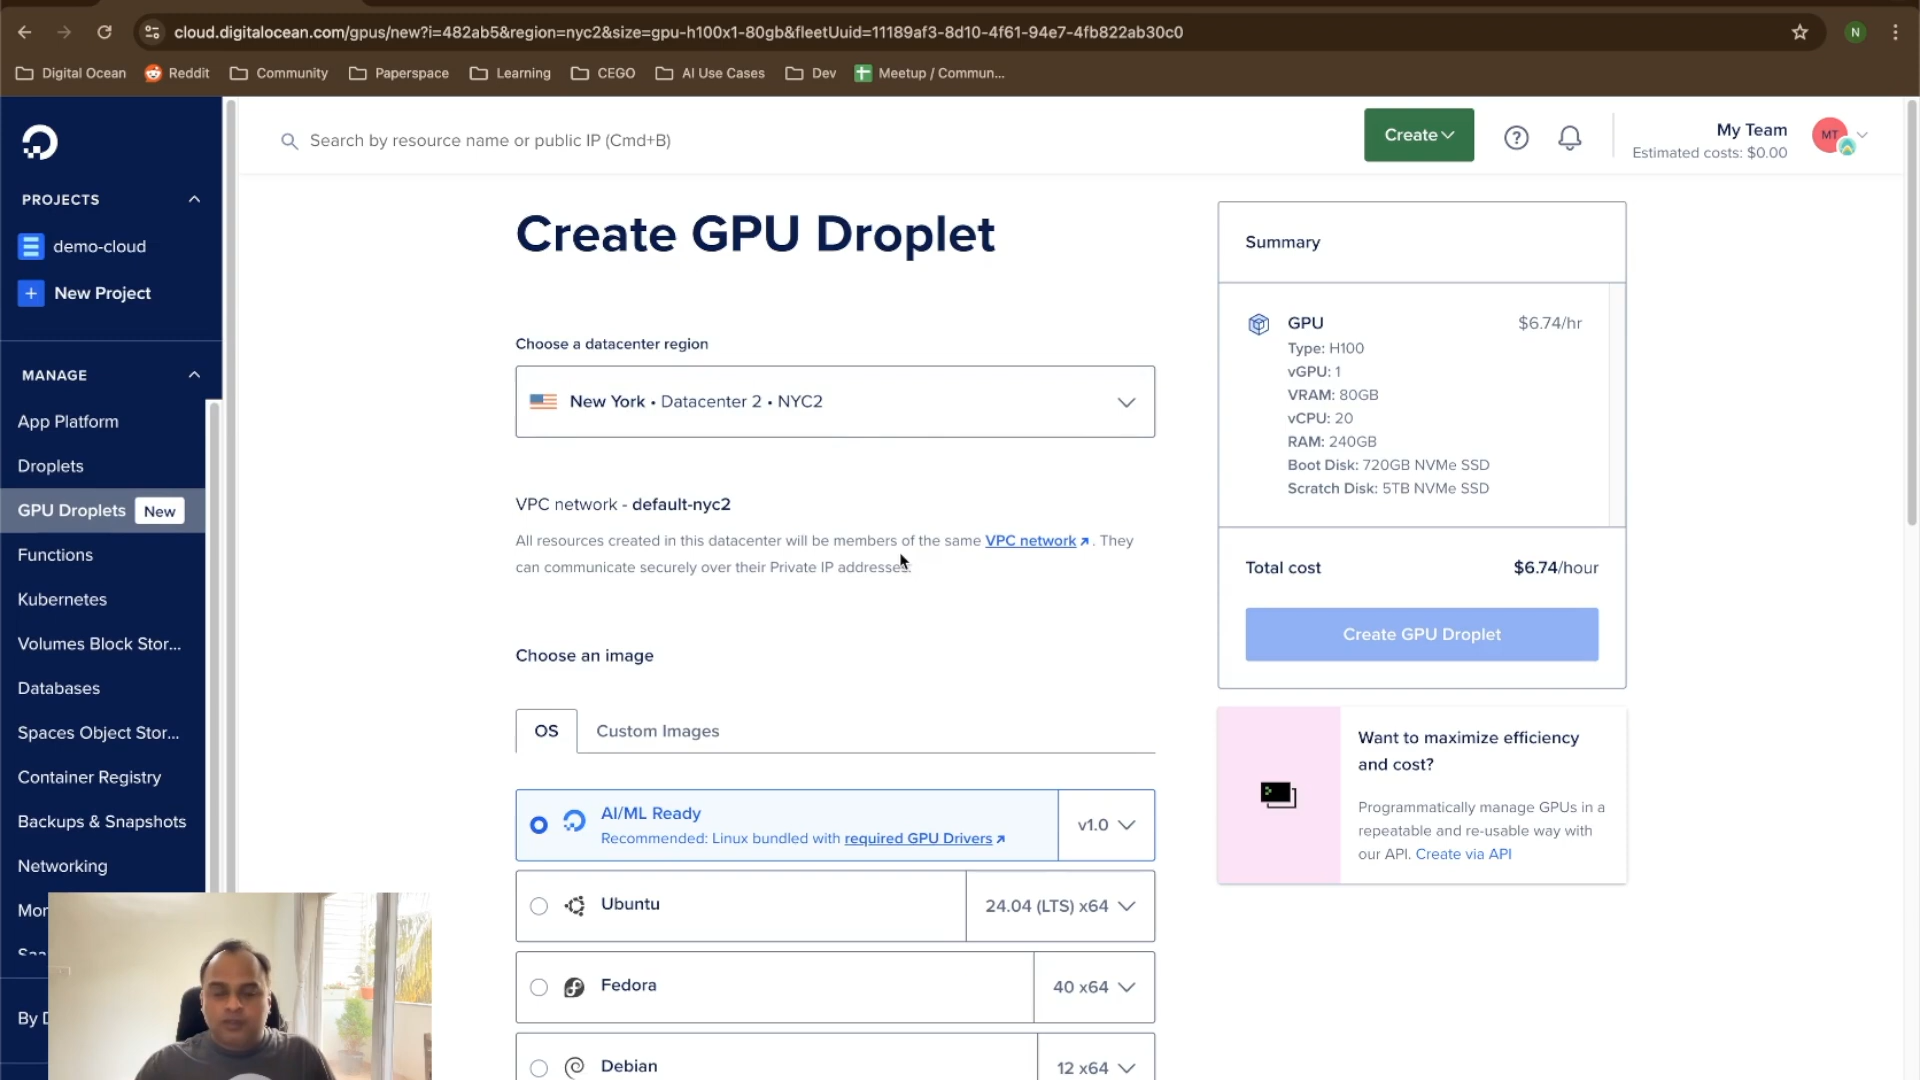 cloud.digitalocean.com/gpus/new?i=482ab5&region=nyc2&size=gpu-h100x1-80gb&fleetUuid=11189af3-8d10-4f61-94e7-4fb822ab30c0
N
Digital Ocean
Reddit
Community
Paperspace
Learning
CEGO
AI Use Cases
Dev
Meetup / Commun...
Search by resource name or public IP (Cmd+B)
Create
My Team
Estimated costs: $0.00
MT
PROJECTS
demo-cloud
New Project
MANAGE
App Platform
Droplets
GPU Droplets New
Functions
Kubernetes
Volumes Block Stor...
Databases
Spaces Object Stor...
Container Registry
Backups & Snapshots
Networking
Create GPU Droplet
Choose a datacenter region
New York • Datacenter 2 • NYC2
VPC network - default-nyc2
All resources created in this datacenter will be members of the same VPC network . They
can communicate securely over their Private IP addresses.
Choose an image
OS
Custom Images
AI/ML Ready
Recommended: Linux bundled with required GPU Drivers
v1.0
Ubuntu
24.04 (LTS) x64
Fedora
40 x64
Debian
12 x64
Summary
GPU
$6.74/hr
Type: H100
vGPU: 1
VRAM: 80GB
vCPU: 20
RAM: 240GB
Boot Disk: 720GB NVMe SSD
Scratch Disk: 5TB NVMe SSD
Total cost
$6.74/hour
Create GPU Droplet
Want to maximize efficiency
and cost?
Programmatically manage GPUs in a
repeatable and re-usable way with
our API. Create via API